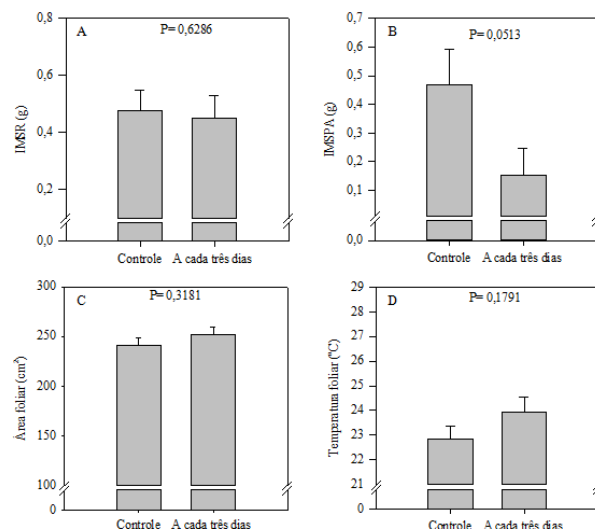 A
P= 0,6286
0,8
0,6
0,4
0,2
0,0
IMSR (g)
Controle
A cada três dias
B
P= 0,0513
0,7
0,6
0,5
0,4
0,3
0,2
0,1
0,0
IMSPA (g)
Controle
A cada três dias
C
P= 0,3181
300
250
200
150
100
0
Área foliar (cm²)
Controle
A cada três dias
D
P= 0,1791
29
28
27
26
25
24
23
22
21
0
Temperatura foliar (°C)
Controle
A cada três dias